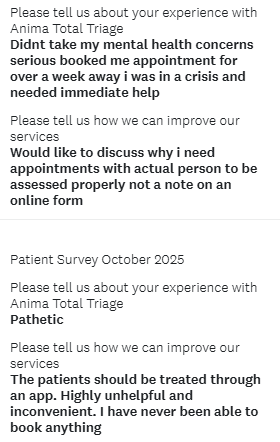 Please tell us about your experience with
Anima Total Triage
Didnt take my mental health concerns
serious booked me appointment for
over a week away i was in a crisis and
needed immediate help
Please tell us how we can improve our
services
Would like to discuss why i need
appointments with actual person to be
assessed properly not a note on an
online form
Patient Survey October 2025
Please tell us about your experience with
Anima Total Triage
Pathetic
Please tell us how we can improve our
services
The patients should be treated through
an app. Highly unhelpful and
inconvenient. I have never been able to
book anything